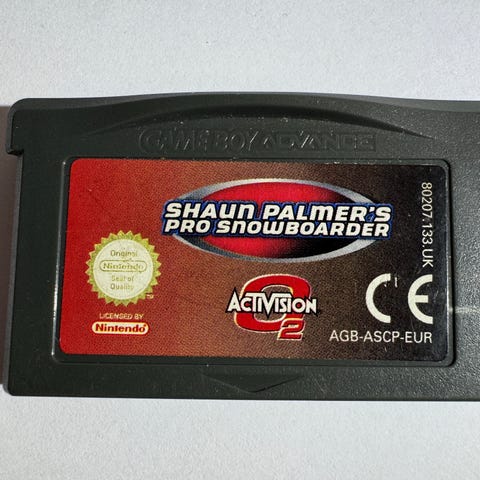 GAME BOY ADVANCE
SHAUN PALMER'S
PRO SNOWBOARDER
Original
Nintendo
Seal of
Quality
TM
LICENSED BY
Nintendo
ACTIVISION
O2
CE
AGB-ASCP-EUR
80207.133.UK